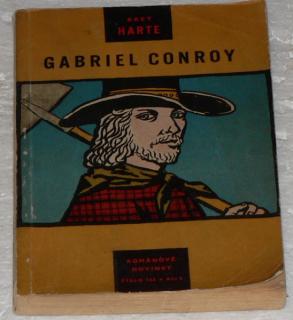 BRET
HARTE
GABRIEL CONROY
ROMÁNOVÉ
NOVINKY